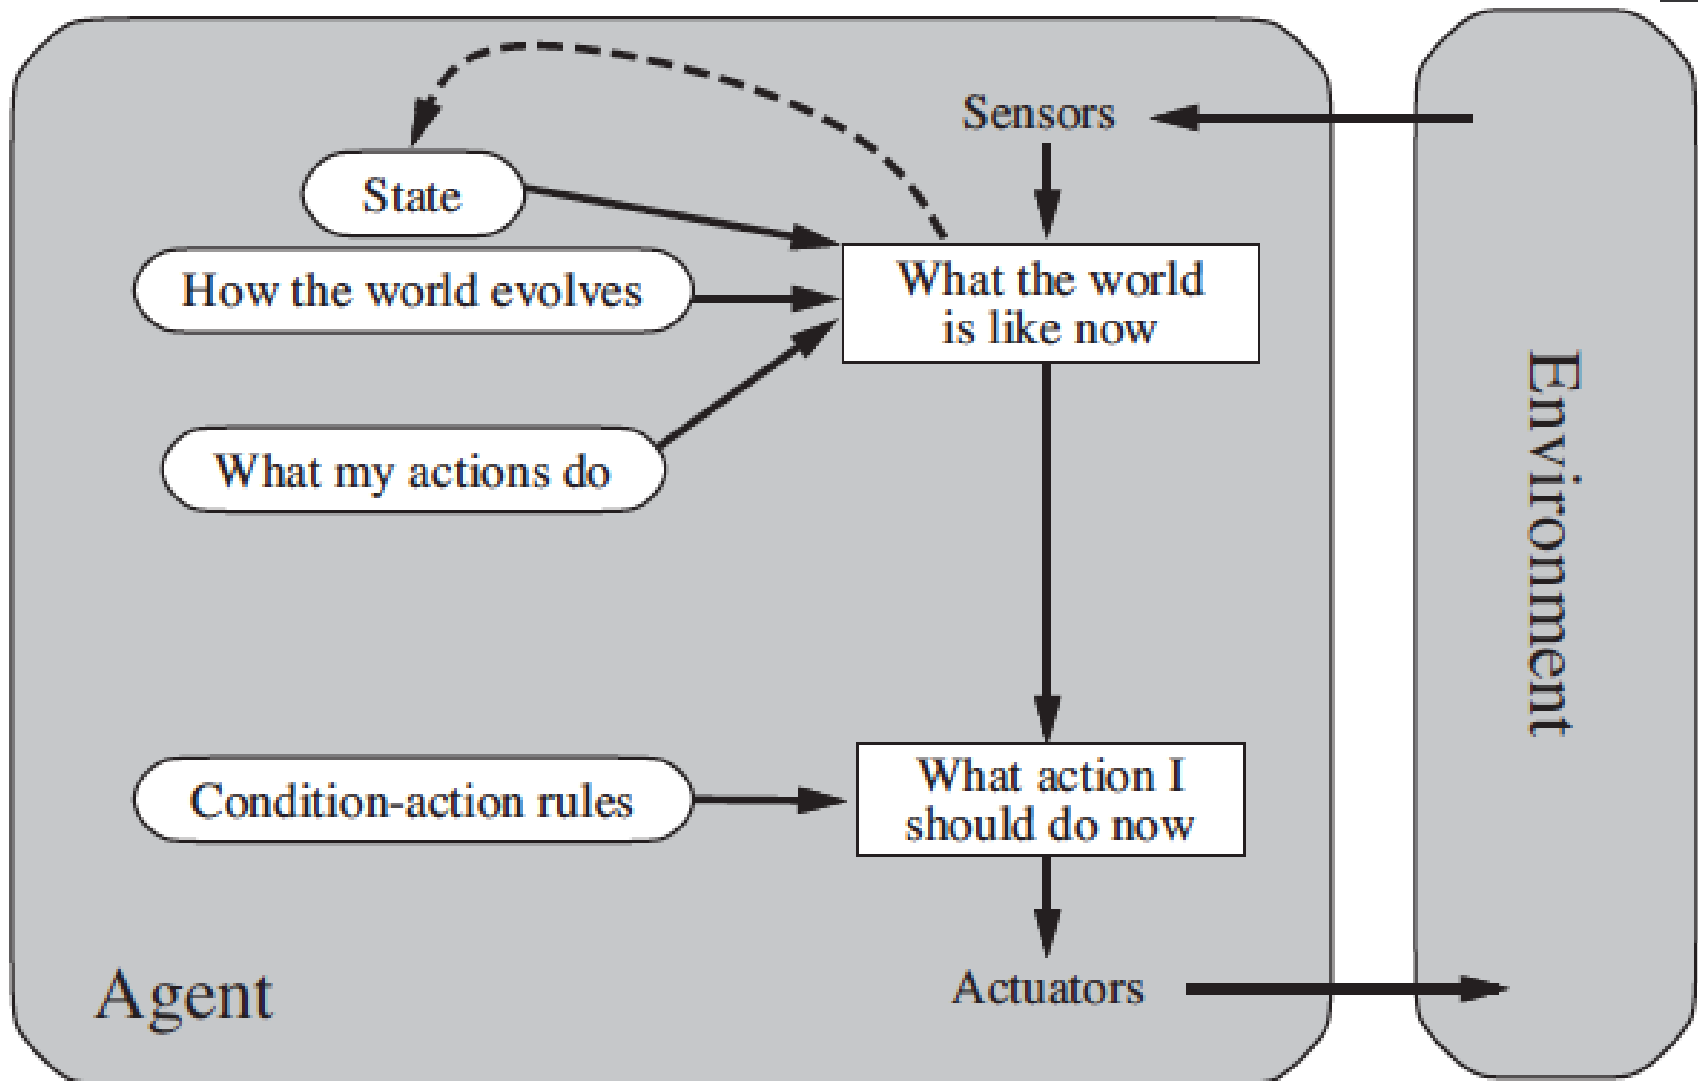 Sensors
State
How the world evolves
What the world
is like now
What my actions do
Environment
Condition-action rules
What action I
should do now
Agent
Actuators